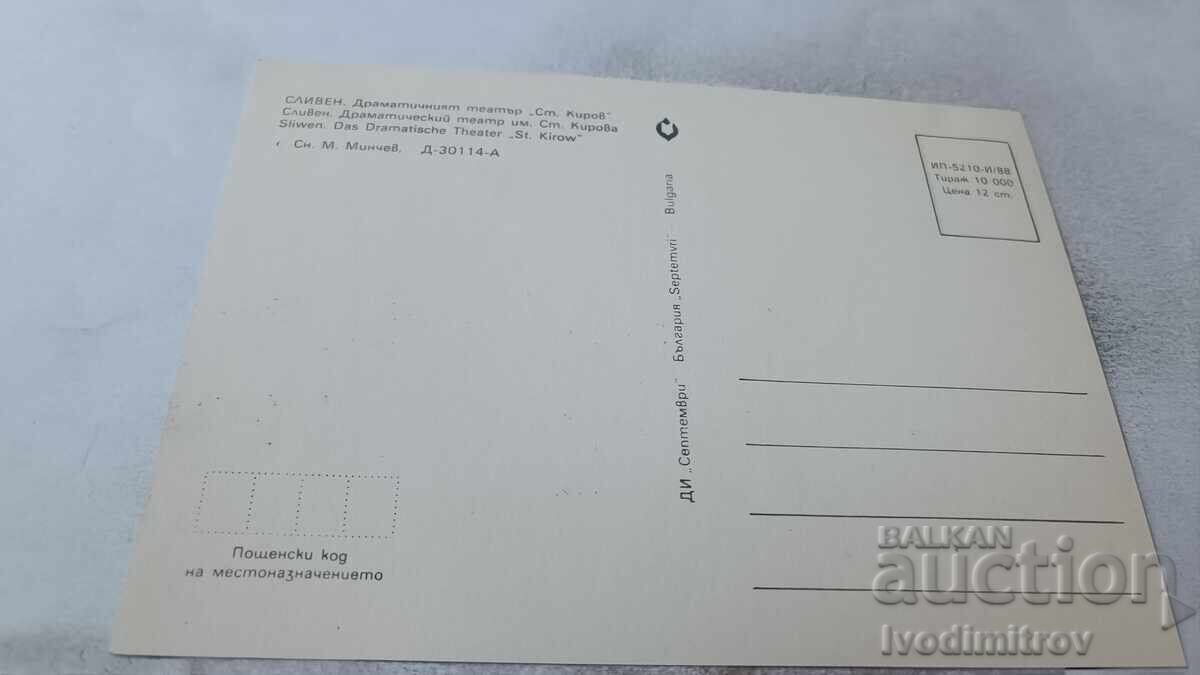 СЛИВЕН. Драматичният театър „Ст. Киров"
Сливен. Драматический театр им. Ст. Кирова
Sliwen. Das Dramatische Theater „St. Kirow"
Сн. М. Минчев, Д-30114-А
ИП-5210-И/88
Тираж 10 000
Цена 12 ст.
ДИ „Септември" България „Septemvri" Bulgaria
Пощенски код
на местоназначението
BALKAN
auction
Ivodimitrov